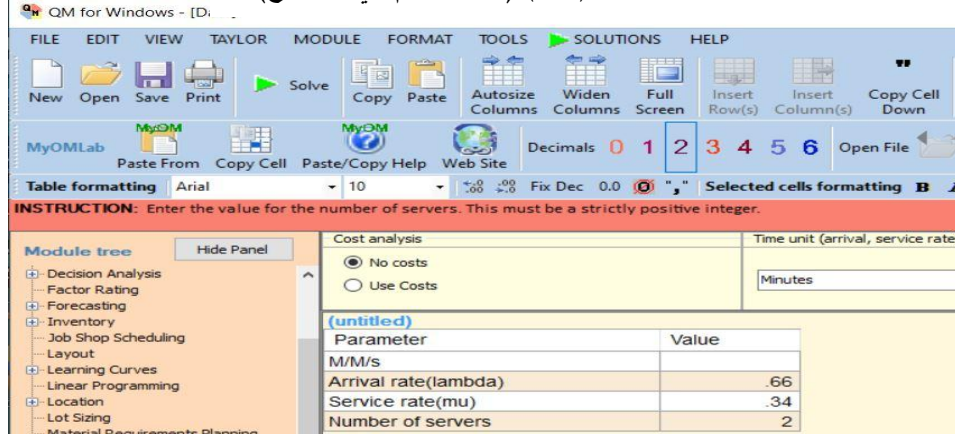 QM for Windows - [Da
FILE EDIT VIEW TAYLOR MODULE FORMAT TOOLS SOLUTIONS HELP
New Open Save Print Solve Copy Paste Autosize Columns Widen Columns Full Screen Insert Row(s) Insert Column(s) Copy Cell Down
MyOMLab MyOM Paste From Copy Cell MyOM Paste/Copy Help Web Site Decimals 0 1 2 3 4 5 6 Open File
Table formatting Arial 10 Fix Dec 0.0 "," Selected cells formatting B
INSTRUCTION: Enter the value for the number of servers. This must be a strictly positive integer.
Module tree Hide Panel
Decision Analysis
Factor Rating
Forecasting
Inventory
Job Shop Scheduling
Layout
Learning Curves
Linear Programming
Location
Lot Sizing
Material Requirements Planning
Cost analysis
No costs
Use Costs
Time unit (arrival, service rate
Minutes
(untitled)
Parameter Value
M/M/s
Arrival rate(lambda) .66
Service rate(mu) .34
Number of servers 2